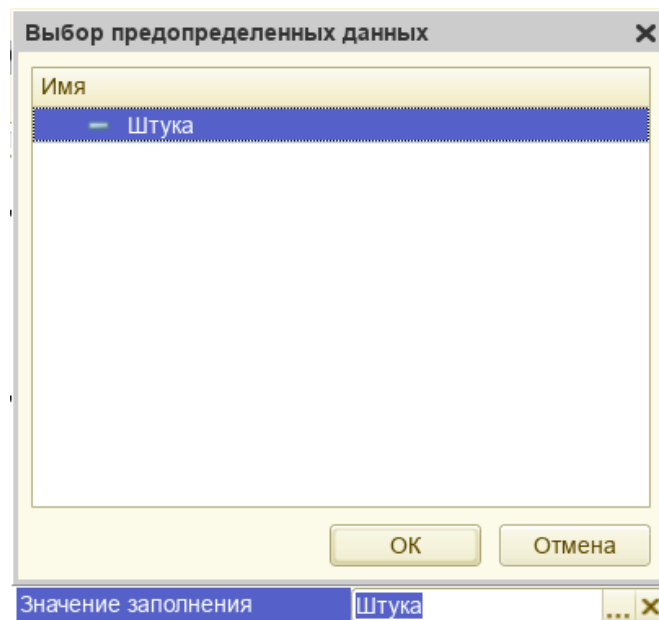 Выбор предопределенных данных
Имя
Штука
ОК
Отмена
Значение заполнения
Штука
...